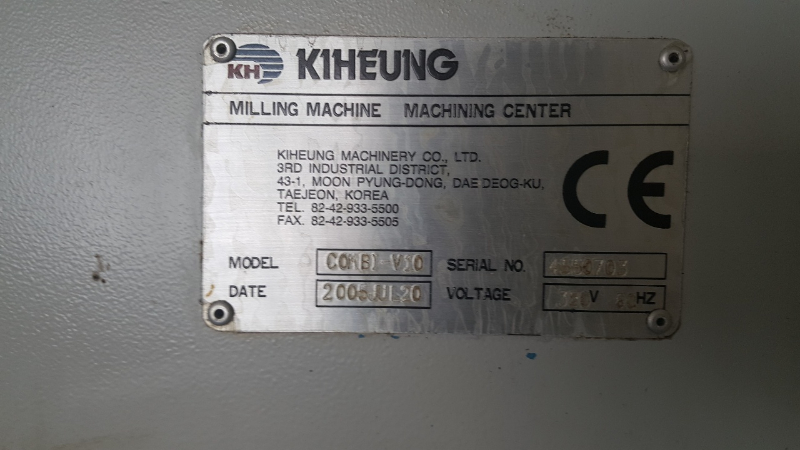 KH KIHEUNG
MILLING MACHINE MACHINING CENTER
KIHEUNG MACHINERY CO., LTD.
3RD INDUSTRIAL DISTRICT,
43-1, MOON PYUNG-DONG, DAE DEOG-KU,
TAEJEON, KOREA
TEL. 82-42-933-5500
FAX. 82-42-933-5505
CE
MODEL SERIAL NO.
DATE VOLTAGE V HZ